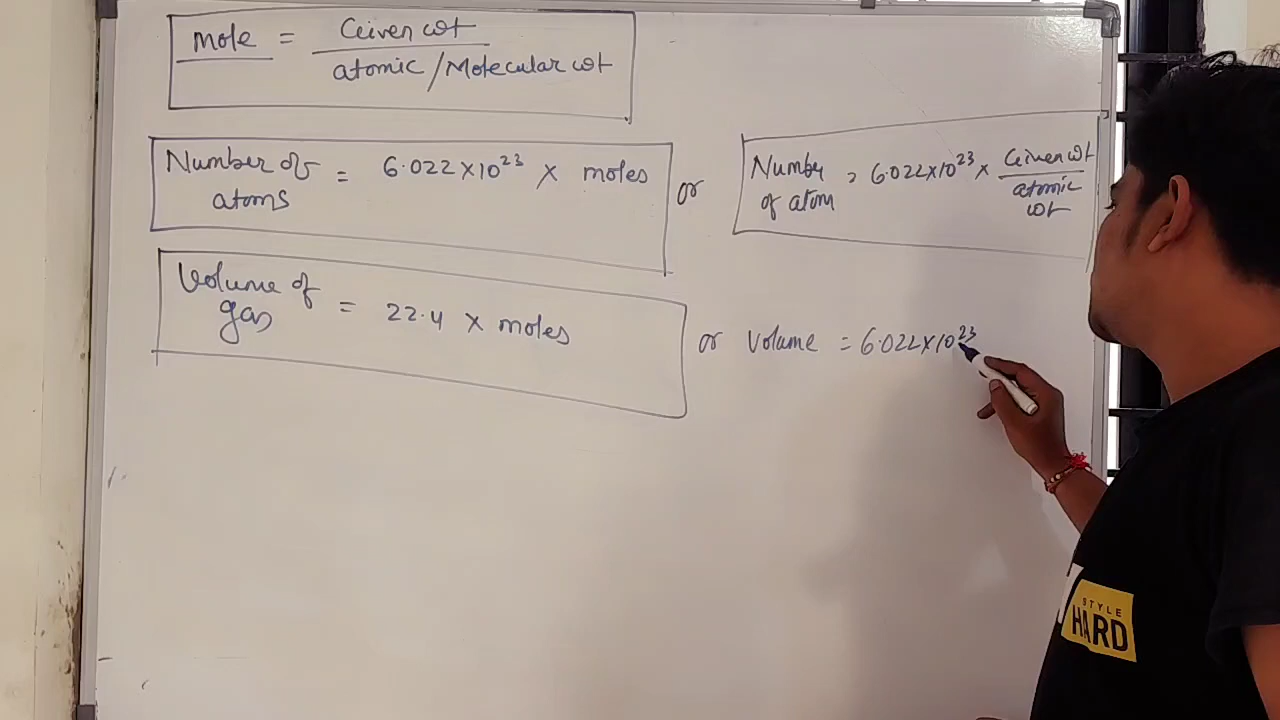 mole = Given wt
atomic / Molecular wt
Number of atoms = 6.022 × 10²³ × moles
or
Number of atom = 6.022 × 10²³ × Given wt / atomic wt
Volume of gas = 22.4 × moles
or volume = 6.022 × 10²³
STYLE
HARD